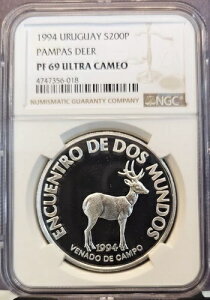 1994 URUGUAY S200P
PAMPAS DEER
PF 69 ULTRA CAMEO
4747356-018
NGC
NUMISMATIC GUARANTY COMPANY
ENCUENTRO DE DOS MUNDOS
1994
VENADO DE CAMPO